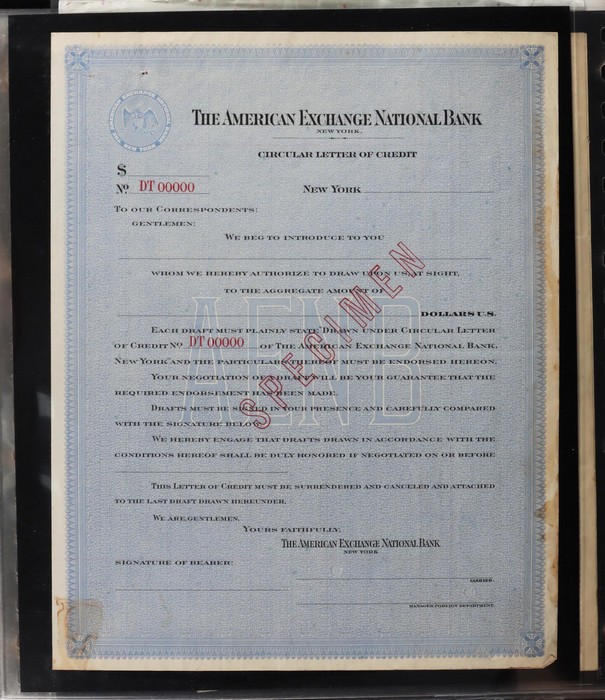 THE AMERICAN EXCHANGE NATIONAL BANK
NEW YORK.
CIRCULAR LETTER OF CREDIT
$
No DT 00000
NEW YORK
TO OUR CORRESPONDENTS:
GENTLEMEN:
WE BEG TO INTRODUCE TO YOU
WHOM WE HEREBY AUTHORIZE TO DRAW UPON US, AT SIGHT,
TO THE AGGREGATE AMOUNT OF
DOLLARS U.S.
AENB
SPECIMEN
EACH DRAFT MUST PLAINLY STATE "DRAWN UNDER CIRCULAR LETTER
OF CREDIT No DT 00000 OF THE AMERICAN EXCHANGE NATIONAL BANK,
NEW YORK" AND THE PARTICULARS THEREOF MUST BE ENDORSED HEREON.
YOUR NEGOTIATION OF DRAFT WILL BE YOUR GUARANTEE THAT THE
REQUIRED ENDORSEMENT HAS BEEN MADE.
DRAFTS MUST BE SIGNED IN YOUR PRESENCE AND CAREFULLY COMPARED
WITH THE SIGNATURE BELOW.
WE HEREBY ENGAGE THAT DRAFTS DRAWN IN ACCORDANCE WITH THE
CONDITIONS HEREOF SHALL BE DULY HONORED IF NEGOTIATED ON OR BEFORE
THIS LETTER OF CREDIT MUST BE SURRENDERED AND CANCELED AND ATTACHED
TO THE LAST DRAFT DRAWN HEREUNDER.
WE ARE, GENTLEMEN,
YOURS FAITHFULLY,
THE AMERICAN EXCHANGE NATIONAL BANK
NEW YORK
SIGNATURE OF BEARER:
CASHIER.
MANAGER FOREIGN DEPARTMENT.